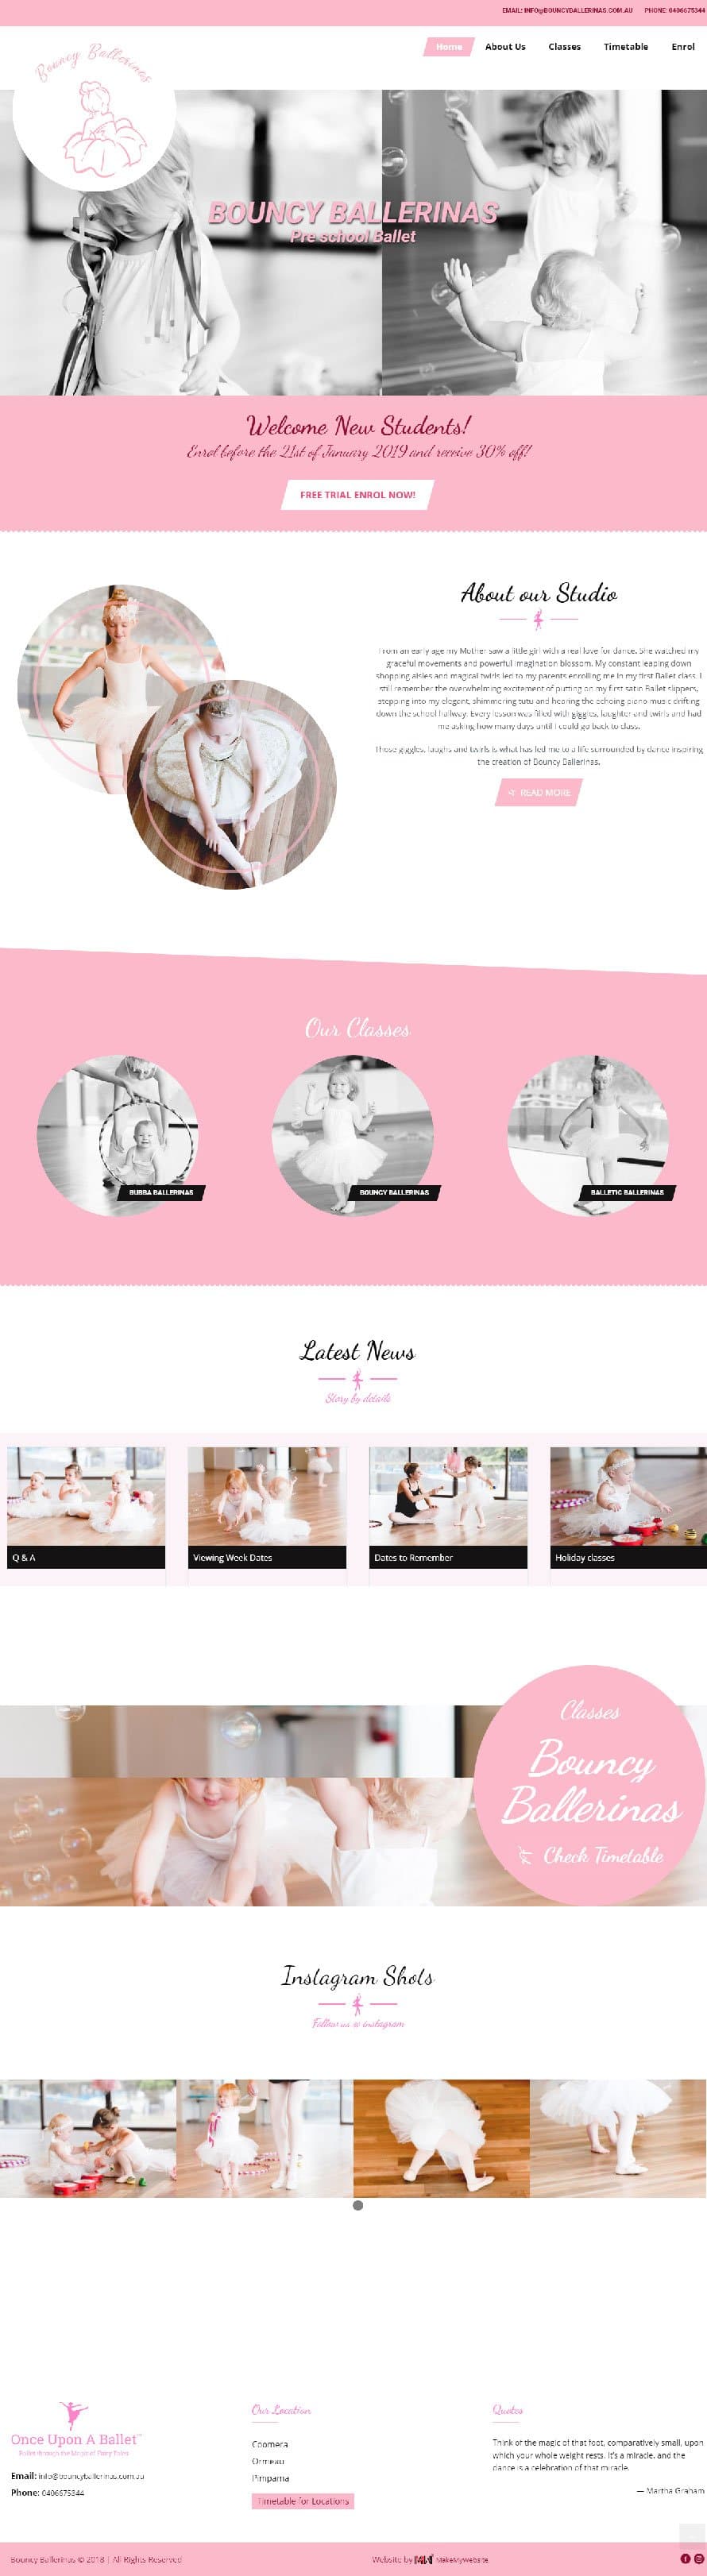 EMAIL: INFO@BOUNCYBALLERINAS.COM.AU PHONE: 0406675344
Bouncy Ballerinas
Home About Us Classes Timetable Enrol
BOUNCY BALLERINAS
Pre school Ballet
Welcome New Students!
Enrol before the 21st of January 2019 and receive 30% off!
FREE TRIAL ENROL NOW!
About our Studio
From an early age my Mother saw a little girl with a real love for dance. She watched my
graceful movements and powerful imagination blossom. My constant leaping down
shopping aisles and magical twirls led to my parents enrolling me in my first Ballet class. I
still remember the overwhelming excitement of putting on my first satin Ballet slippers,
stepping into my elegant, shimmering tutu and hearing the echoing piano music drifting
down the school hallway. Every lesson was filled with giggles, laughter and twirls and had
me asking how many days until I could go back to class.
Those giggles, laughs and twirls is what has led me to a life surrounded by dance inspiring
the creation of Bouncy Ballerinas.
READ MORE
Our Classes
BUBBA BALLERINAS
BOUNCY BALLERINAS
BALLETIC BALLERINAS
Latest News
Story by details
Q & A
Viewing Week Dates
Dates to Remember
Holiday classes
Classes
Bouncy
Ballerinas
Check Timetable
Instagram Shots
Follow us @ instagram
Once Upon A Ballet™
Ballet through the Magic of Fairy Tales
Email: info@bouncyballerinas.com.au
Phone: 0406675344
Our Location
Coomera
Ormeau
Pimpama
Timetable for Locations
Quotes
Think of the magic of that foot, comparatively small, upon
which your whole weight rests. It's a miracle, and the
dance is a celebration of that miracle.
— Martha Graham
Bouncy Ballerinas © 2018 | All Rights Reserved
Website by MakeMyWebsite.